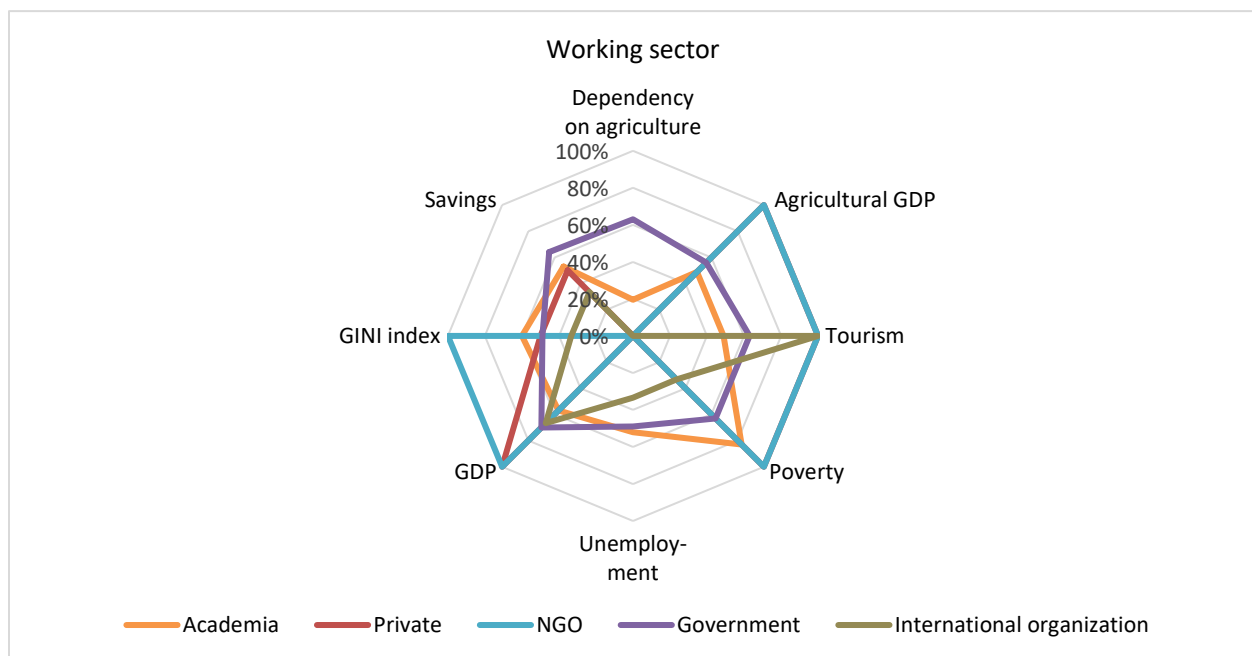 Working sector
Dependency
on agriculture
100%
80%
60%
40%
20%
0%
Savings
Agricultural GDP
GINI index
Tourism
GDP
Poverty
Unemploy-
ment
Academia
Private
NGO
Government
International organization